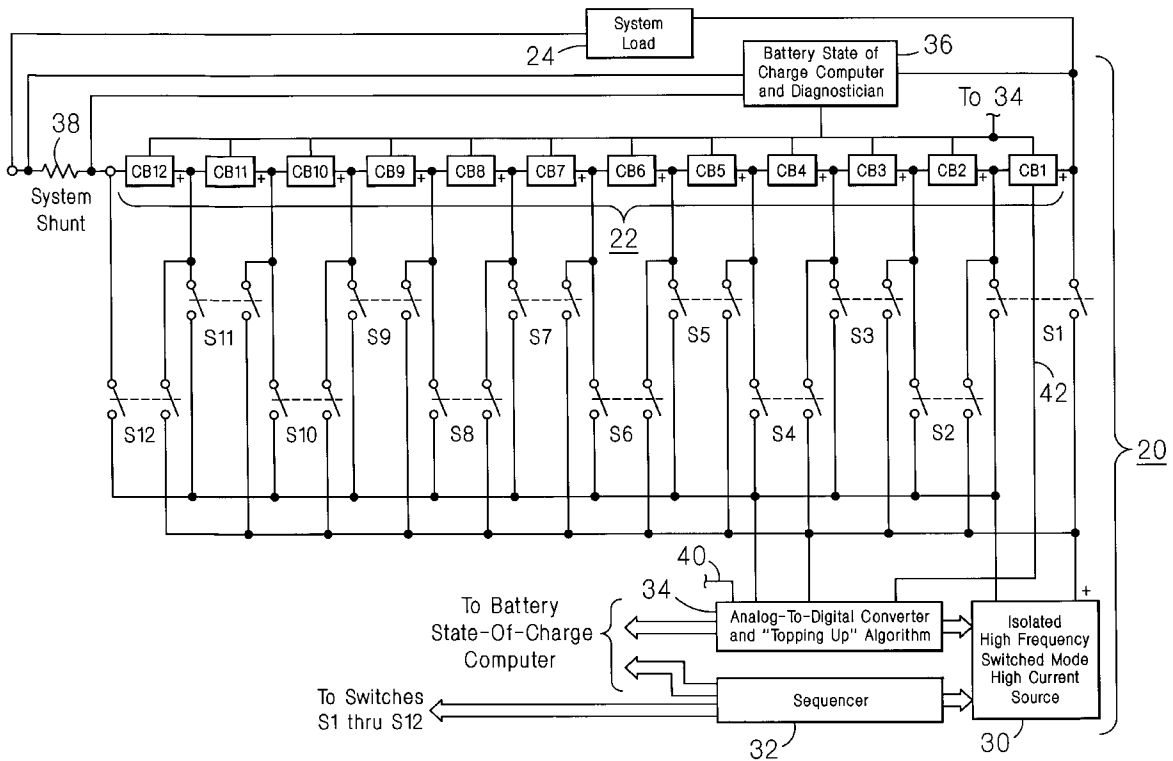 System
Load
24
Battery State of
Charge Computer
and Diagnostician
36
To 34
38
System
Shunt
CB12 + CB11 + CB10 + CB9 + CB8 + CB7 + CB6 + CB5 + CB4 + CB3 + CB2 + CB1 +
22
S11 S9 S7 S5 S3 S1
42
S12 S10 S8 S6 S4 S2
20
40
34
To Battery
State-Of-Charge
Computer
Analog-To-Digital Converter
and "Topping Up" Algorithm
+
Isolated
High Frequency
Switched Mode
High Current
Source
To Switches
S1 thru S12
Sequencer
32
30